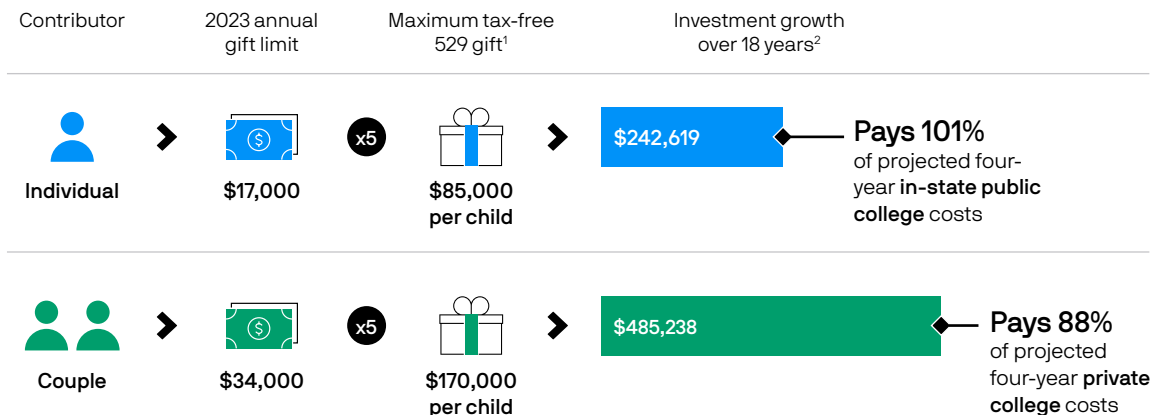 Contributor
2023 annual
gift limit
Maximum tax-free
529 gift¹
Investment growth
over 18 years²
Individual
$
$17,000
x5
$85,000
per child
$242,619
Pays 101%
of projected four-
year in-state public
college costs
Couple
$
$34,000
x5
$170,000
per child
$485,238
Pays 88%
of projected
four-year private
college costs